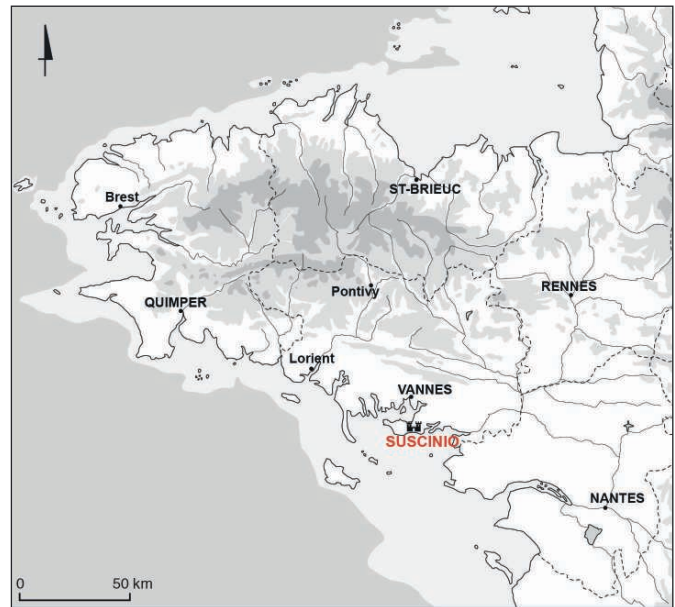 ST-BRIEUC
Brest
Pontivy
RENNES
QUIMPER
Lorient
VANNES
SUSCINIO
NANTES
0 50 km